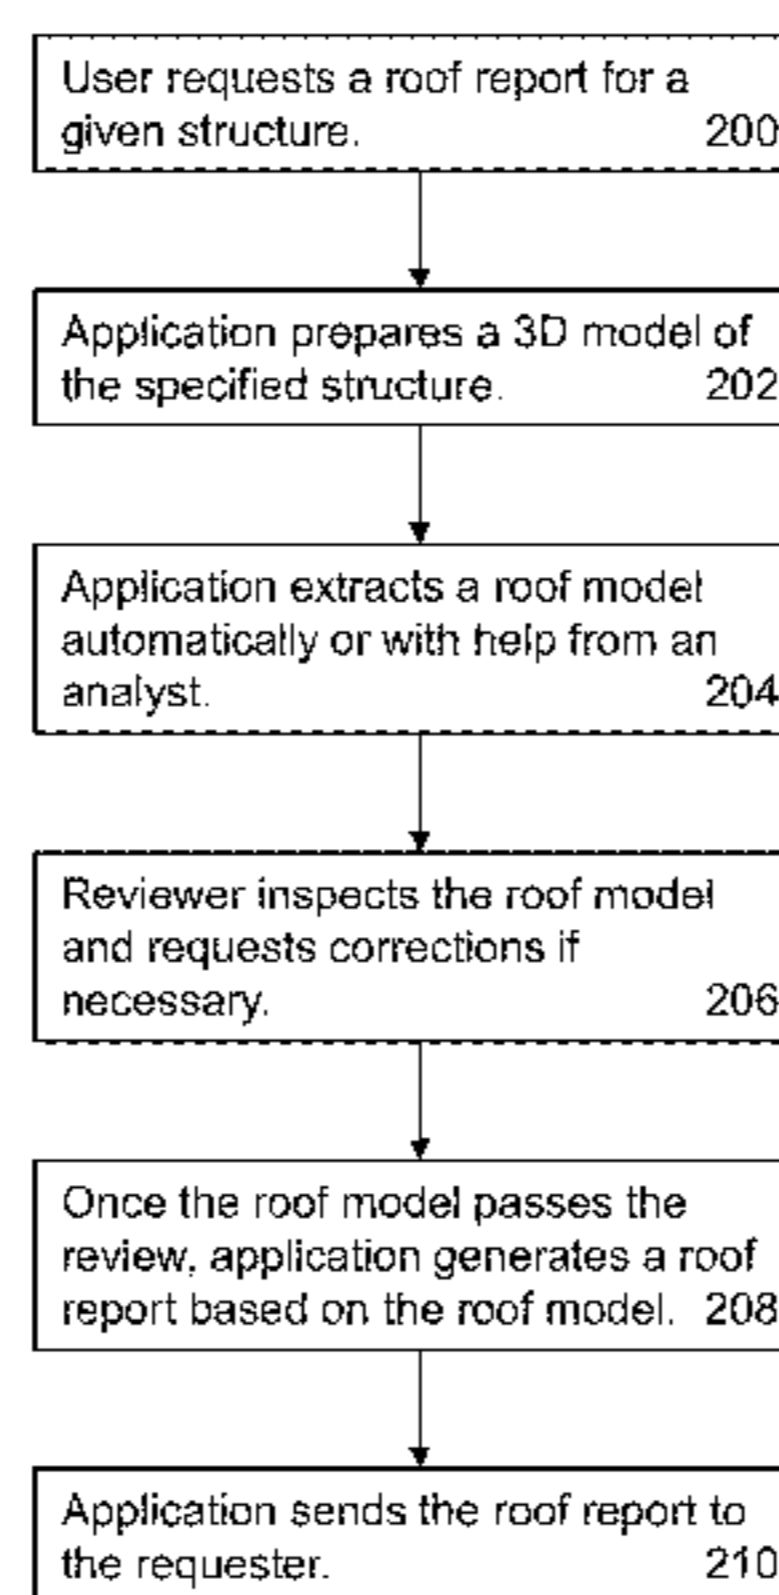 User requests a roof report for a
given structure. 200
Application prepares a 3D model of
the specified structure. 202
Application extracts a roof model
automatically or with help from an
analyst. 204
Reviewer inspects the roof model
and requests corrections if
necessary. 206
Once the roof model passes the
review, application generates a roof
report based on the roof model. 208
Application sends the roof report to
the requester. 210